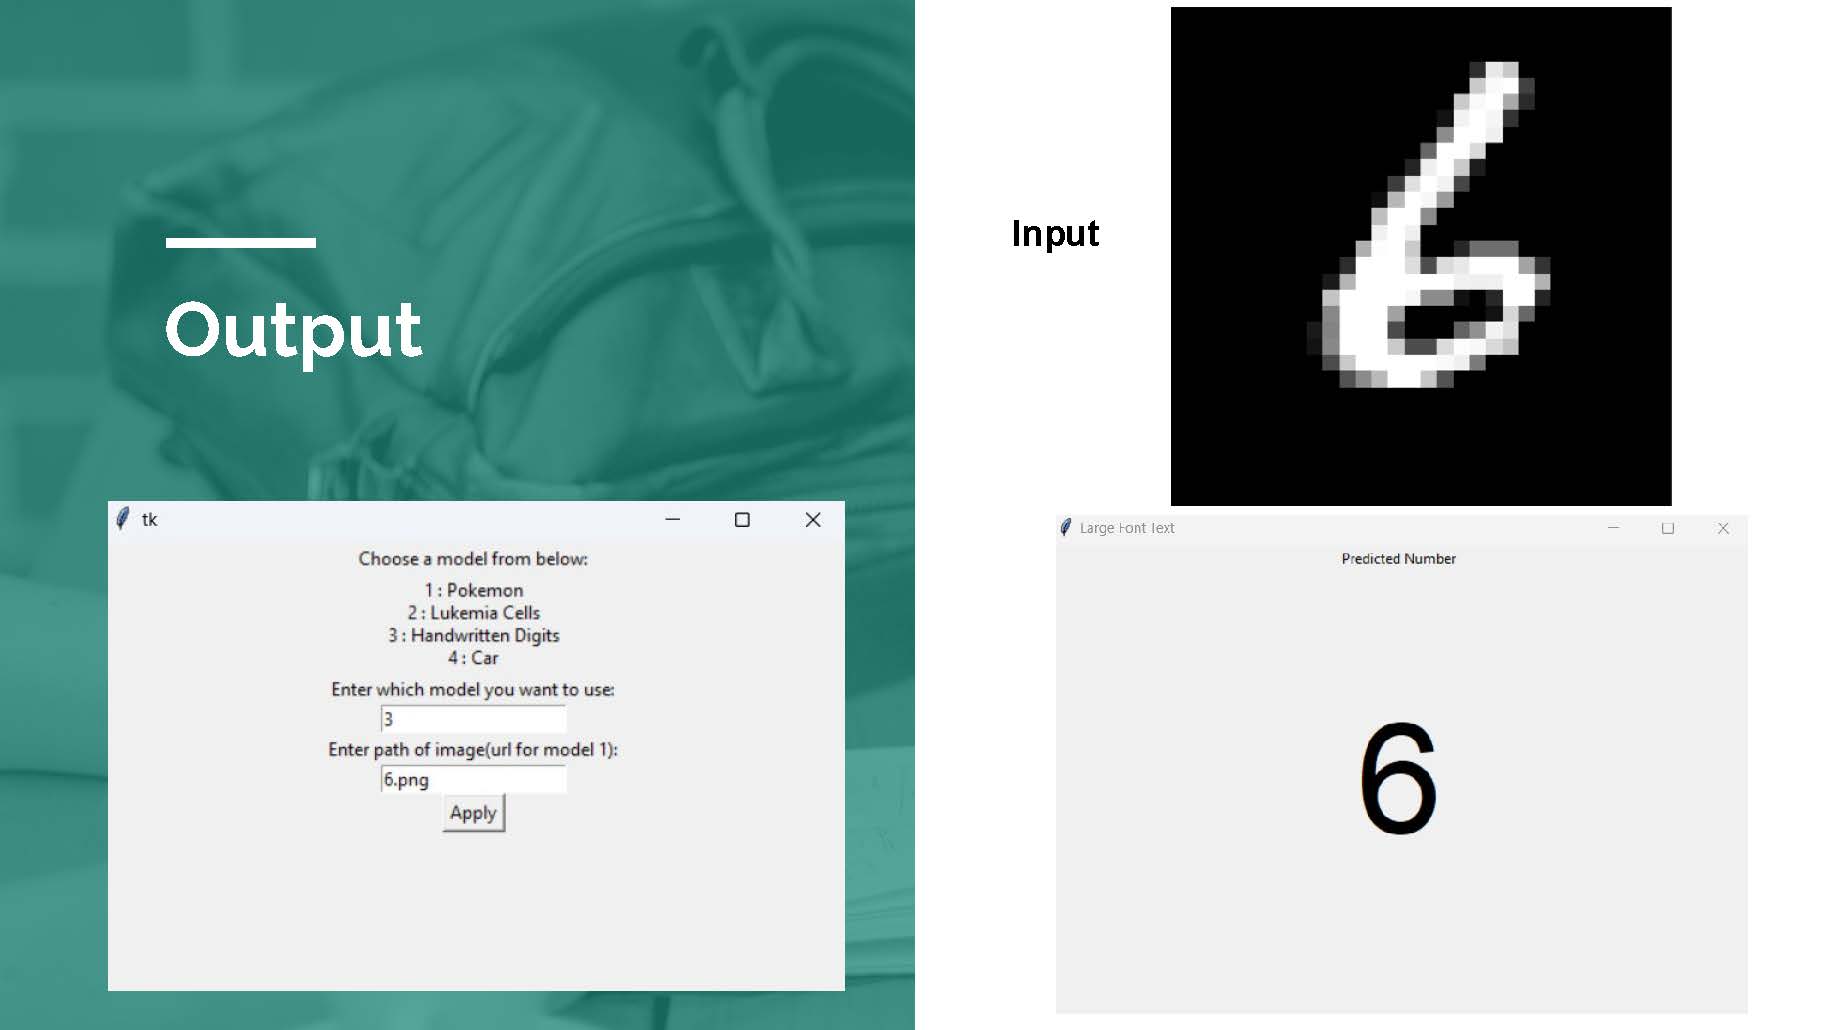 Output
tk
Choose a model from below:
1 : Pokemon
2 : Lukemia Cells
3 : Handwritten Digits
4 : Car
Enter which model you want to use:
3
Enter path of image(url for model 1):
6.png
Apply
Input
6
Large Font Text
Predicted Number
6